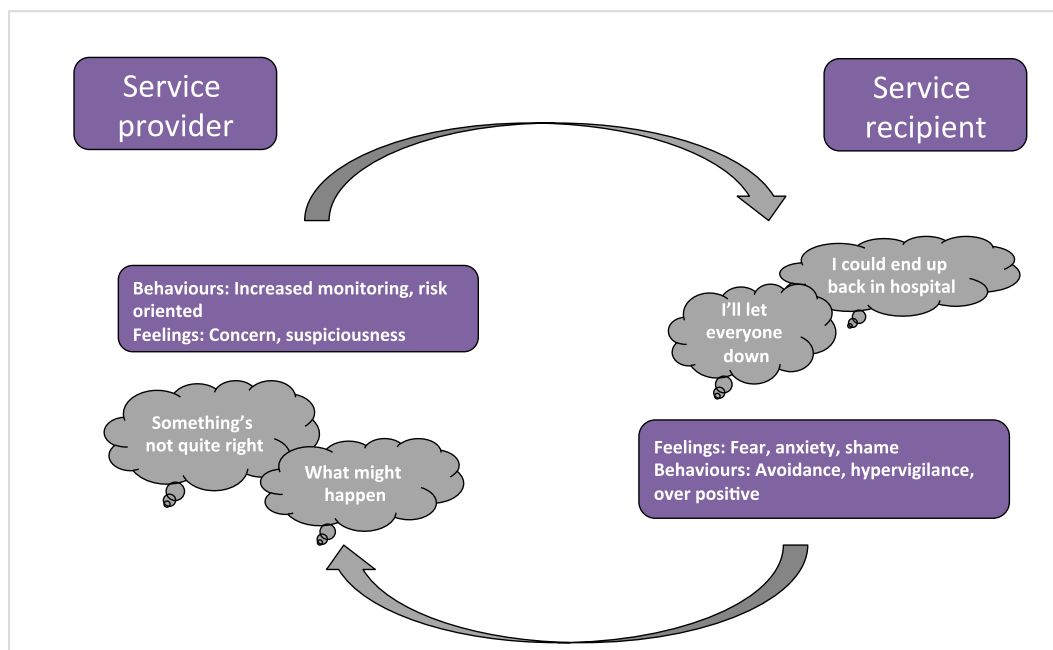 Service
provider
Service
recipient
Behaviours: Increased monitoring, risk
oriented
Feelings: Concern, suspiciousness
I could end up
back in hospital
I'll let
everyone
down
Something's
not quite right
What might
happen
Feelings: Fear, anxiety, shame
Behaviours: Avoidance, hypervigilance,
over positive